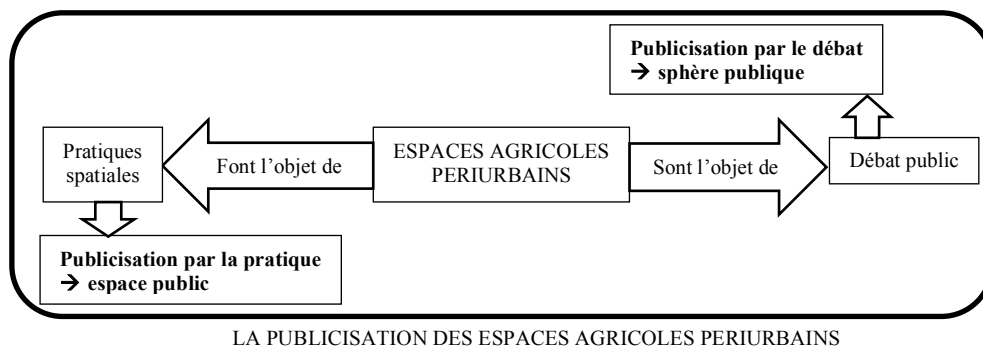 Publicisation par le débat
→ sphère publique
Pratiques
spatiales
Font l’objet de
ESPACES AGRICOLES
PERIURBAINS
Sont l’objet de
Débat public
Publicisation par la pratique
→ espace public
LA PUBLICISATION DES ESPACES AGRICOLES PERIURBAINS